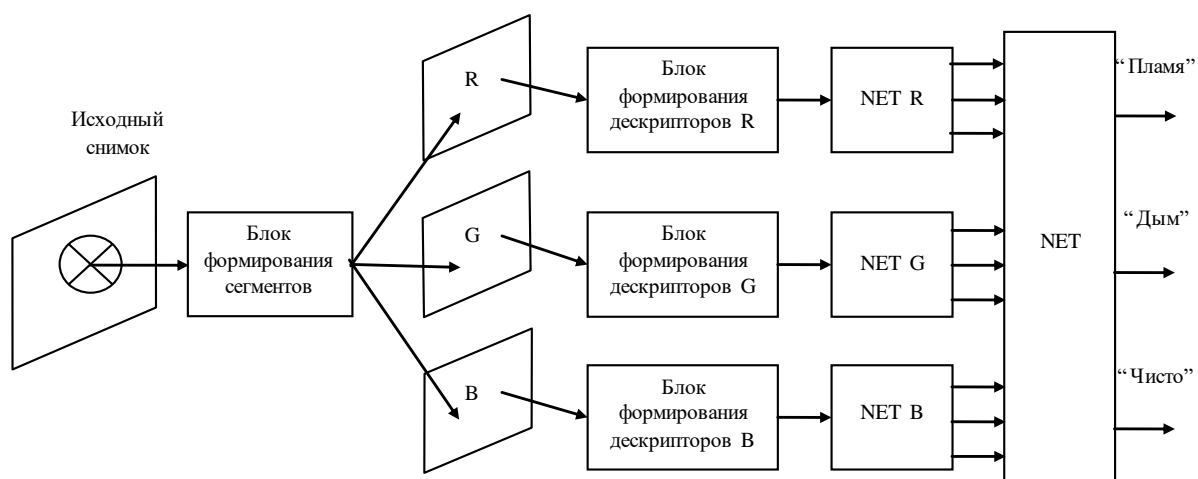 Исходный
снимок
Блок
формирования
сегментов
R
Блок
формирования
дескрипторов R
NET R
G
Блок
формирования
дескрипторов G
NET G
B
Блок
формирования
дескрипторов B
NET B
NET
“Пламя”
“Дым”
“Чисто”